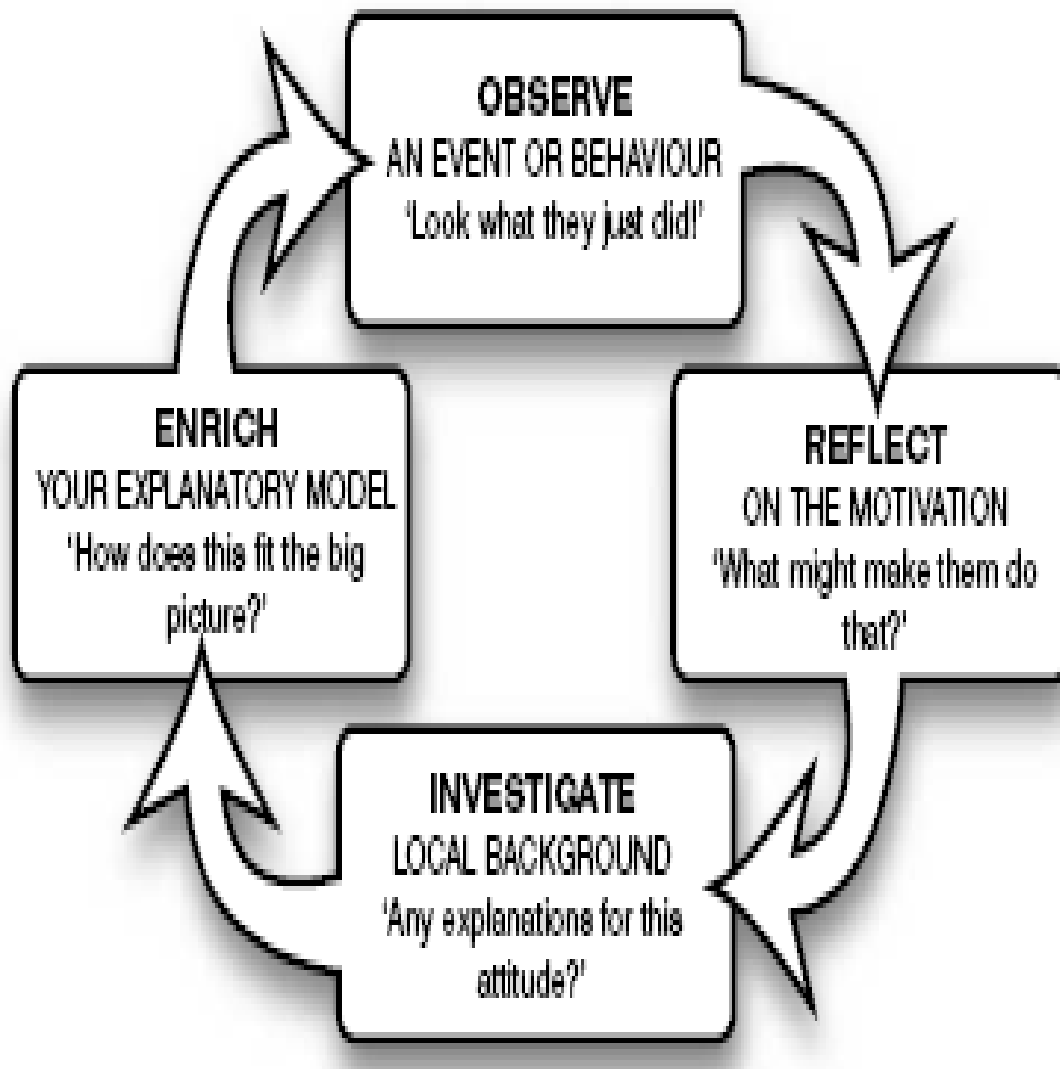 OBSERVE
AN EVENT OR BEHAVIOUR
'Look what they just did!'
REFLECT
ON THE MOTIVATION
'What might make them do
that?'
INVESTIGATE
LOCAL BACKGROUND
'Any explanations for this
attitude?'
ENRICH
YOUR EXPLANATORY MODEL
'How does this fit the big
picture?'